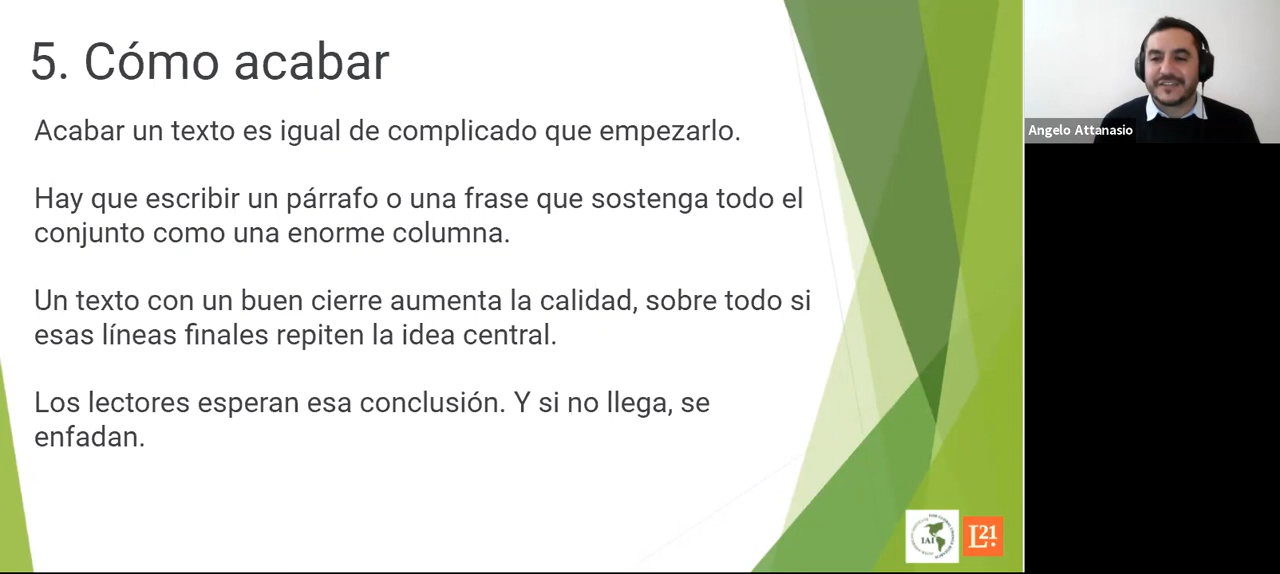 5. Cómo acabar
Acabar un texto es igual de complicado que empezarlo.
Hay que escribir un párrafo o una frase que sostenga todo el
conjunto como una enorme columna.
Un texto con un buen cierre aumenta la calidad, sobre todo si
esas líneas finales repiten la idea central.
Los lectores esperan esa conclusión. Y si no llega, se
enfadan.
Angelo Attanasio
IAI
L21